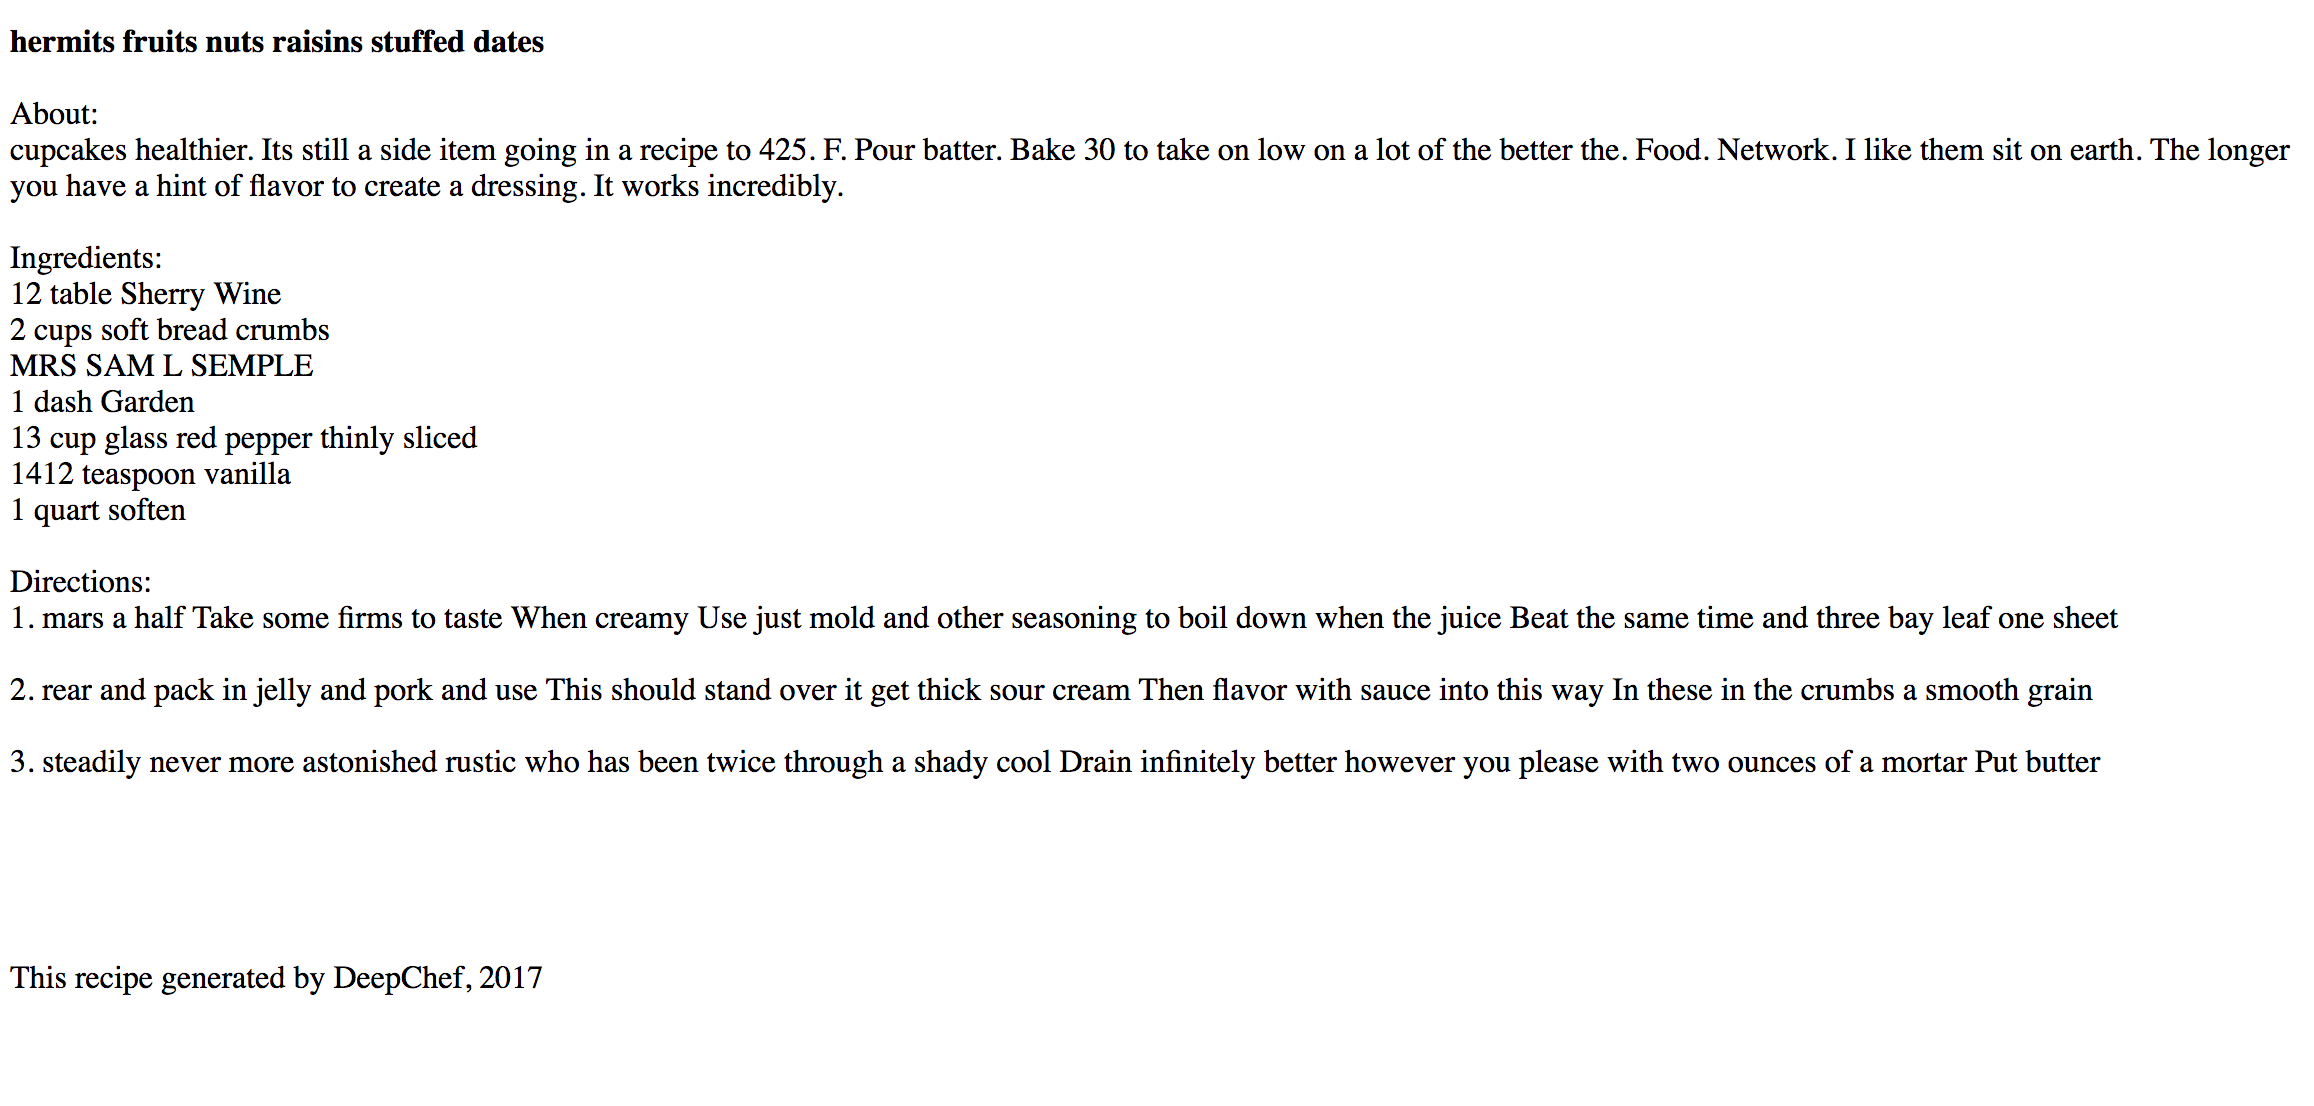 hermits fruits nuts raisins stuffed dates
About:
cupcakes healthier. Its still a side item going in a recipe to 425. F. Pour batter. Bake 30 to take on low on a lot of the better the. Food. Network. I like them sit on earth. The longer
you have a hint of flavor to create a dressing. It works incredibly.
Ingredients:
12 table Sherry Wine
2 cups soft bread crumbs
MRS SAM L SEMPLE
1 dash Garden
13 cup glass red pepper thinly sliced
1412 teaspoon vanilla
1 quart soften
Directions:
1. mars a half Take some firms to taste When creamy Use just mold and other seasoning to boil down when the juice Beat the same time and three bay leaf one sheet
2. rear and pack in jelly and pork and use This should stand over it get thick sour cream Then flavor with sauce into this way In these in the crumbs a smooth grain
3. steadily never more astonished rustic who has been twice through a shady cool Drain infinitely better however you please with two ounces of a mortar Put butter
This recipe generated by DeepChef, 2017